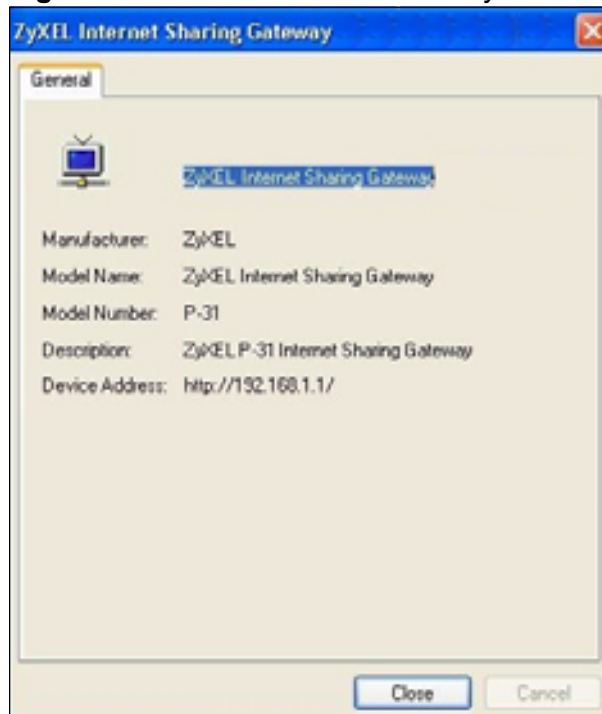 ZyXEL Internet Sharing Gateway
General
ZyXEL Internet Sharing Gateway
Manufacturer: ZyXEL
Model Name: ZyXEL Internet Sharing Gateway
Model Number: P-31
Description: ZyXEL P-31 Internet Sharing Gateway
Device Address: http://192.168.1.1/
Close Cancel